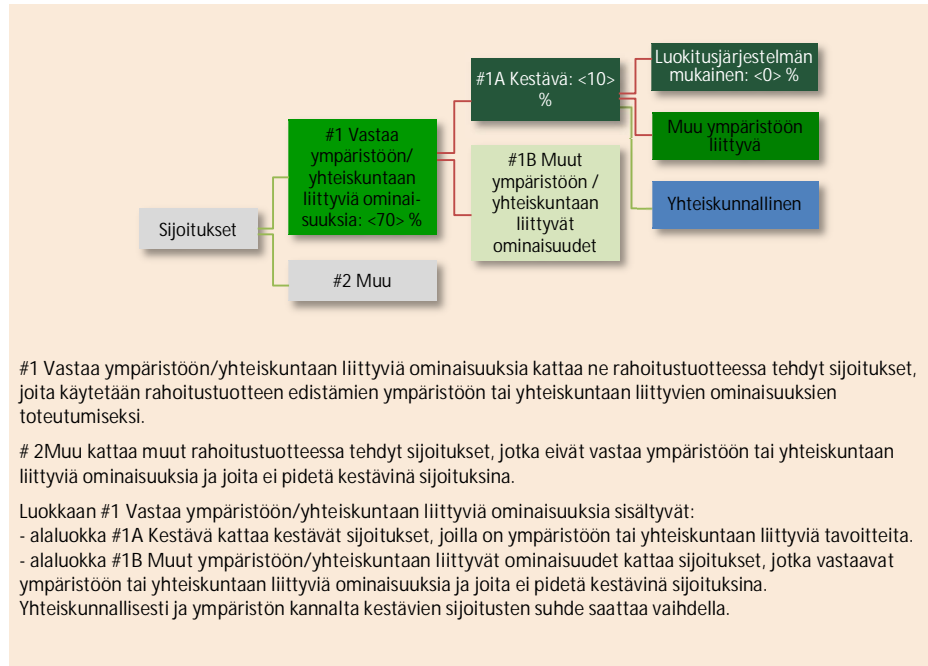 Luokitusjärjestelmän
mukainen: <0> %
#1A Kestävä: <10>
%
#1 Vastaa
ympäristöön/
yhteiskuntaan
liittyviä ominai-
suuksia: <70> %
Muu ympäristöön
liittyvä
#1B Muut
ympäristöön /
yhteiskuntaan
liittyvät
ominaisuudet
Yhteiskunnallinen
Sijoitukset
#2 Muu
#1 Vastaa ympäristöön/yhteiskuntaan liittyviä ominaisuuksia kattaa ne rahoitustuotteessa tehdyt sijoitukset,
joita käytetään rahoitustuotteen edistämien ympäristöön tai yhteiskuntaan liittyvien ominaisuuksien
toteutumiseksi.
# 2Muu kattaa muut rahoitustuotteessa tehdyt sijoitukset, jotka eivät vastaa ympäristöön tai yhteiskuntaan
liittyviä ominaisuuksia ja joita ei pidetä kestävinä sijoituksina.
Luokkaan #1 Vastaa ympäristöön/yhteiskuntaan liittyviä ominaisuuksia sisältyvät:
- alaluokka #1A Kestävä kattaa kestävät sijoitukset, joilla on ympäristöön tai yhteiskuntaan liittyviä tavoitteita.
- alaluokka #1B Muut ympäristöön/yhteiskuntaan liittyvät ominaisuudet kattaa sijoitukset, jotka vastaavat
ympäristöön tai yhteiskuntaan liittyviä ominaisuuksia ja joita ei pidetä kestävinä sijoituksina.
Yhteiskunnallisesti ja ympäristön kannalta kestävien sijoitusten suhde saattaa vaihdella.